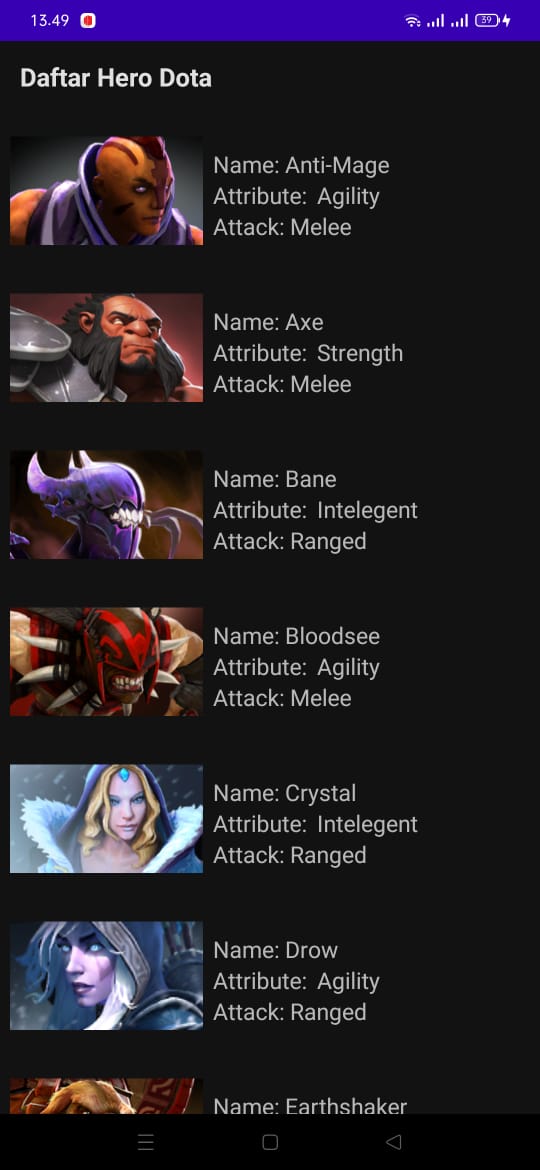 13.49
39
Daftar Hero Dota
Name: Anti-Mage
Attribute:  Agility
Attack: Melee
Name: Axe
Attribute:  Strength
Attack: Melee
Name: Bane
Attribute:  Intelegent
Attack: Ranged
Name: Bloodsee
Attribute:  Agility
Attack: Melee
Name: Crystal
Attribute:  Intelegent
Attack: Ranged
Name: Drow
Attribute:  Agility
Attack: Ranged
Name: Earthshaker